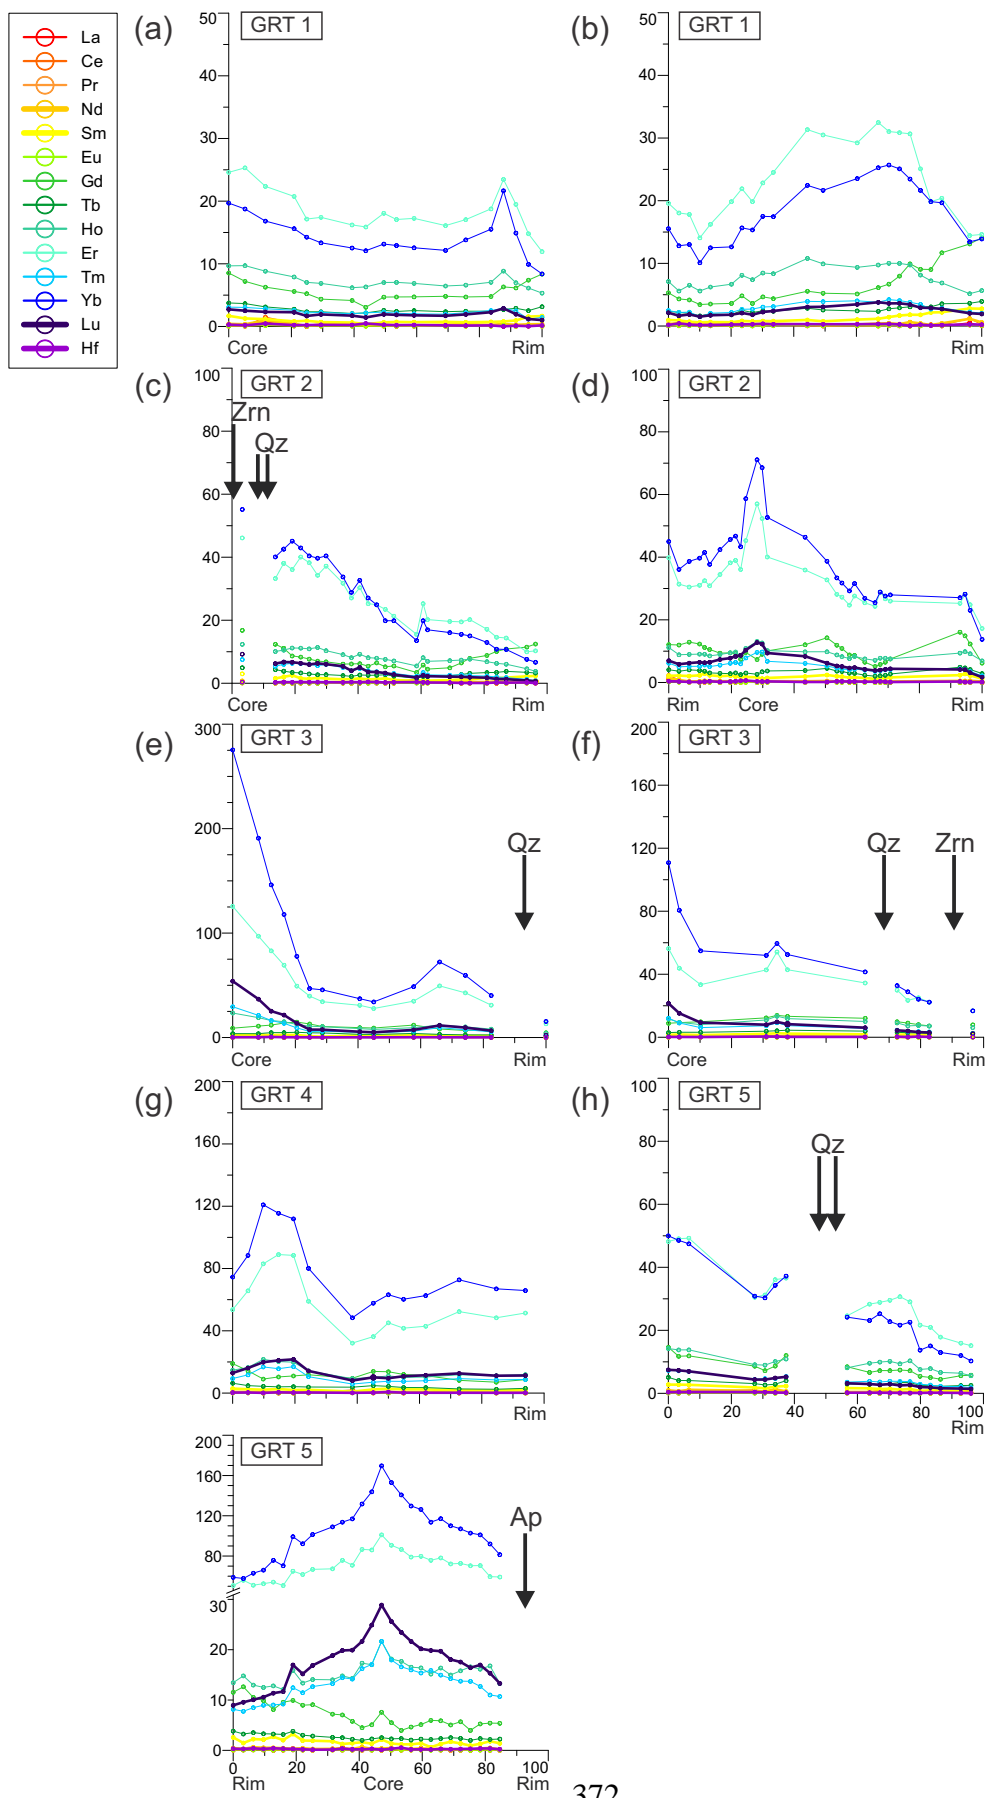 La
Ce
Pr
Nd
Sm
Eu
Gd
Tb
Ho
Er
Tm
Yb
Lu
Hf
(a)
GRT 1
50
40
30
20
10
0
Core
Rim
(b)
GRT 1
50
40
30
20
10
0
Rim
(c)
GRT 2
100
80
60
40
20
0
Zrn
Qz
Core
Rim
(d)
GRT 2
100
80
60
40
20
0
Rim
Core
Rim
(e)
GRT 3
300
200
100
0
Qz
Core
Rim
(f)
GRT 3
200
160
120
80
40
0
Qz
Zrn
Core
Rim
(g)
GRT 4
200
160
120
80
40
0
Rim
(h)
GRT 5
100
80
60
40
20
0
Qz
0 20 40 60 80 100
Rim
GRT 5
200
160
120
80
30
20
10
0
Ap
0 20 40 60 80 100
Rim Core Rim